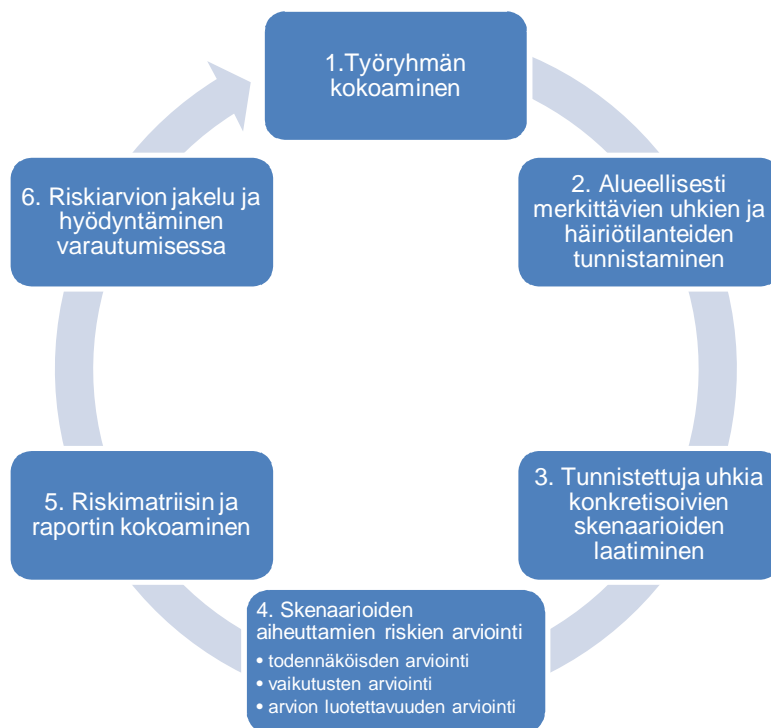 1.Työryhmän
kokoaminen
2. Alueellisesti
merkittävien uhkien ja
häiriötilanteiden
tunnistaminen
3. Tunnistettuja uhkia
konkretisoivien
skenaarioiden
laatiminen
4. Skenaarioiden
aiheuttamien riskien arviointi
• todennäköisden arviointi
• vaikutusten arviointi
• arvion luotettavuuden arviointi
5. Riskimatriisin ja
raportin kokoaminen
6. Riskiarvion jakelu ja
hyödyntäminen
varautumisessa